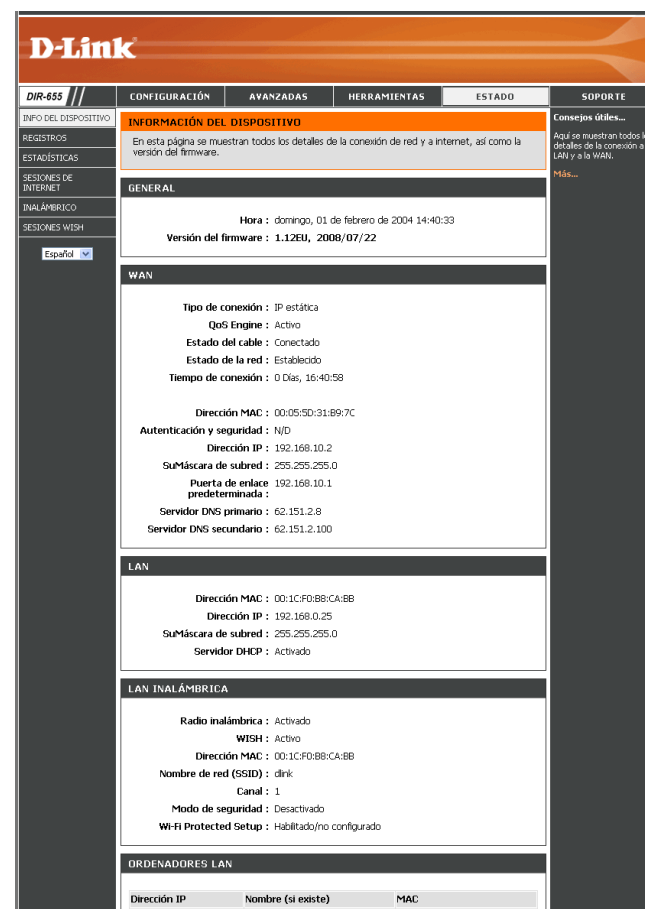 D-Link
DIR-655
CONFIGURACIÓN
AVANZADAS
HERRAMIENTAS
ESTADO
SOPORTE
INFO DEL DISPOSITIVO
REGISTROS
ESTADÍSTICAS
SESIONES DE
INTERNET
INALÁMBRICO
SESIONES WISH
Español
INFORMACIÓN DEL DISPOSITIVO
En esta página se muestran todos los detalles de la conexión de red y a internet, así como la
versión del firmware.
GENERAL
Hora : domingo, 01 de febrero de 2004 14:40:33
Versión del firmware : 1.12EU, 2008/07/22
WAN
Tipo de conexión : IP estática
QoS Engine : Activo
Estado del cable : Conectado
Estado de la red : Establecido
Tiempo de conexión : 0 Días, 16:40:58
Dirección MAC : 00:05:5D:31:B9:7C
Autenticación y seguridad : N/D
Dirección IP : 192.168.10.2
SuMáscara de subred : 255.255.255.0
Puerta de enlace 192.168.10.1
predeterminada :
Servidor DNS primario : 62.151.2.8
Servidor DNS secundario : 62.151.2.100
LAN
Dirección MAC : 00:1C:F0:B8:CA:BB
Dirección IP : 192.168.0.25
SuMáscara de subred : 255.255.255.0
Servidor DHCP : Activado
LAN INALÁMBRICA
Radio inalámbrica : Activado
WISH : Activo
Dirección MAC : 00:1C:F0:B8:CA:BB
Nombre de red (SSID) : dlink
Canal : 1
Modo de seguridad : Desactivado
Wi-Fi Protected Setup : Habilitado/no configurado
ORDENADORES LAN
Dirección IP Nombre (si existe) MAC
Consejos útiles...
Aquí se muestran todos
detalles de la conexión a
LAN y a la WAN.
Más...